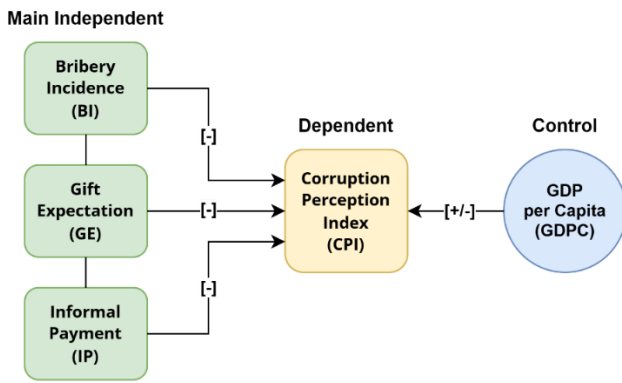 Main Independent
Bribery
Incidence
(BI)
[-]
Dependent
Control
Gift
Expectation
(GE)
[-]
Corruption
Perception
Index
(CPI)
[+/-]
GDP
per Capita
(GDPC)
[-]
Informal
Payment
(IP)